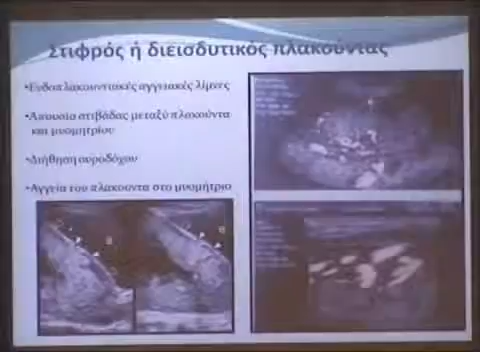 Στιφρός ή διεισδυτικός πλακούντας
•Ενδοπλακουντιακές αγγειακές λίμνες
•Απουσία στιβάδας μεταξύ πλακούντα
και μυομητρίου
•Διήθηση ουροδόχου
•Αγγεία του πλακούντα στο μυομήτριο
B
B